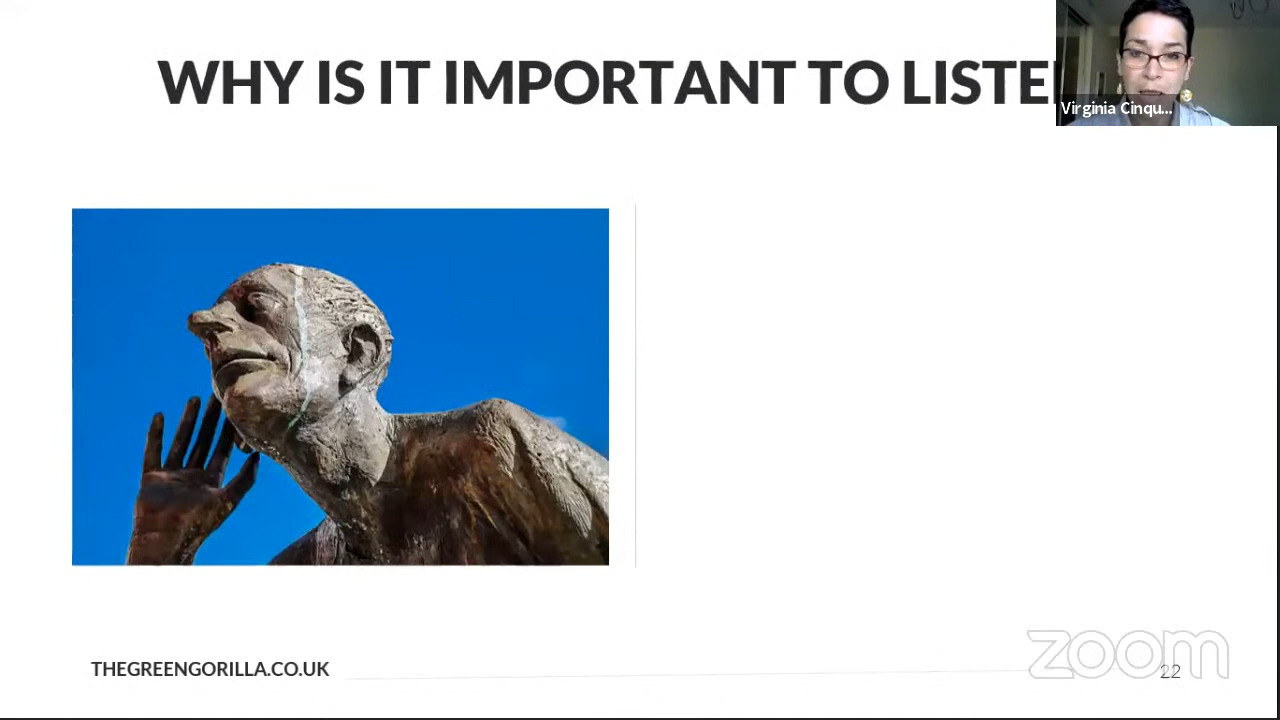 WHY IS IT IMPORTANT TO LISTE
Virginia Cinqu...
THEGREENGORILLA.CO.UK
zoom
22